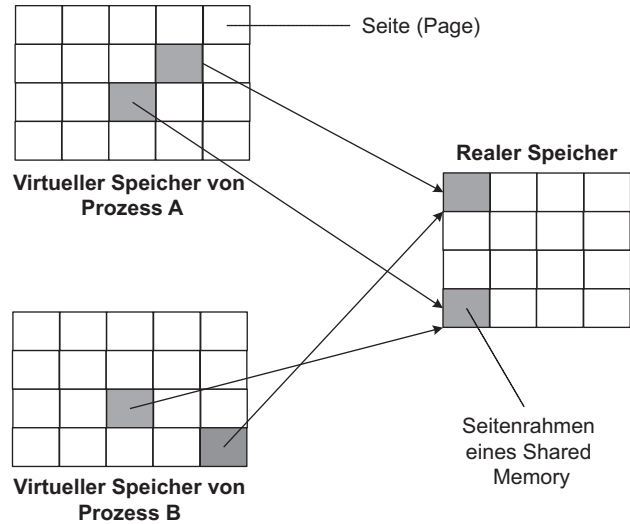 Seite (Page)
Virtueller Speicher von
Prozess A
Realer Speicher
Seitenrahmen
eines Shared
Memory
Virtueller Speicher von
Prozess B